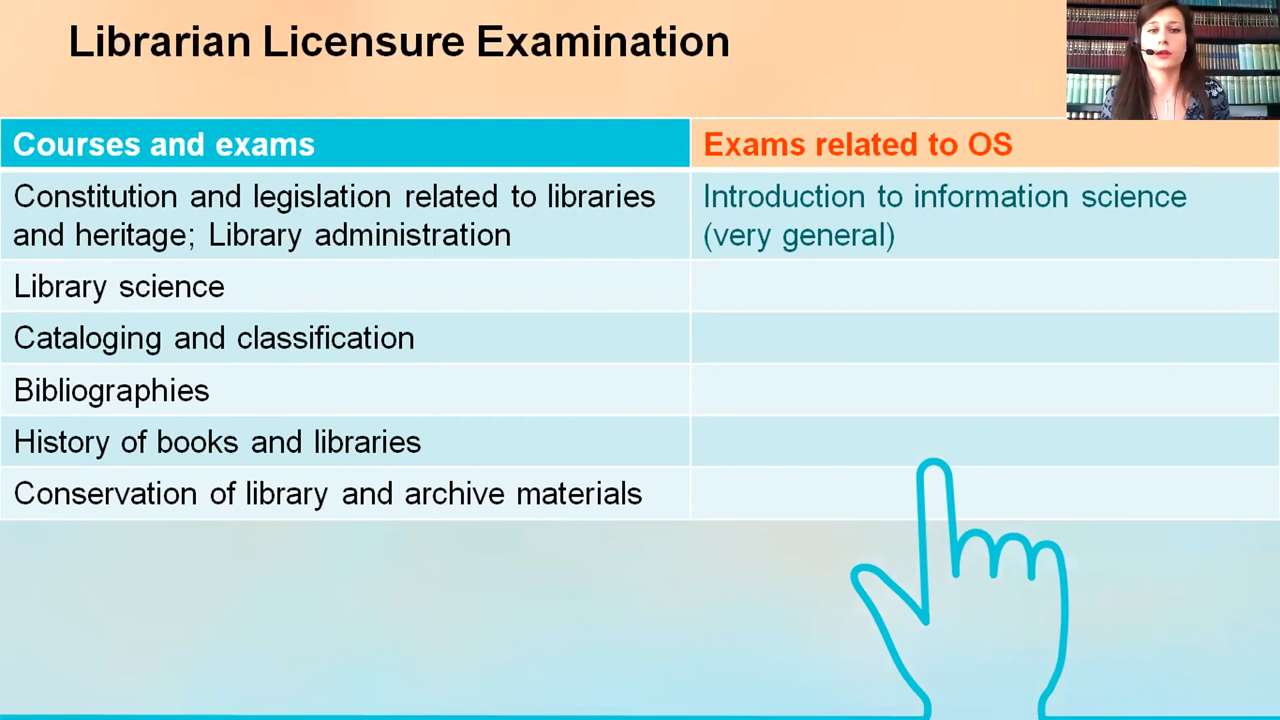 Librarian Licensure Examination
Courses and exams
Exams related to OS
Constitution and legislation related to libraries
and heritage; Library administration
Introduction to information science
(very general)
Library science
Cataloging and classification
Bibliographies
History of books and libraries
Conservation of library and archive materials